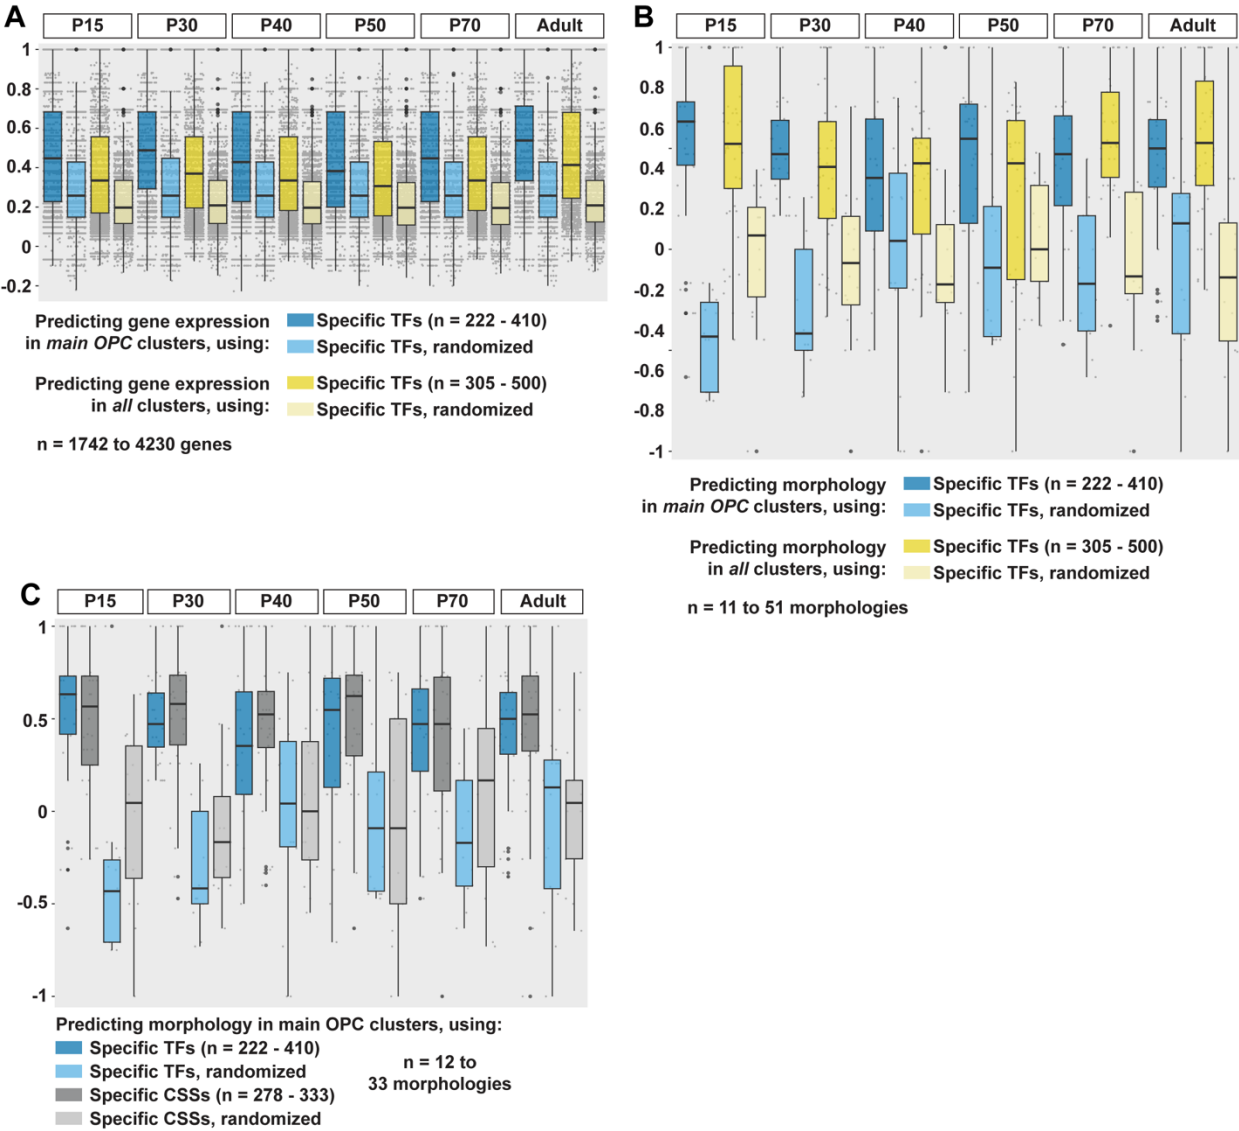 A
P15 P30 P40 P50 P70 Adult
1
0.8
0.6
0.4
0.2
0
-0.2
Predicting gene expression
in main OPC clusters, using:
Specific TFs (n = 222 - 410)
Specific TFs, randomized
Predicting gene expression
in all clusters, using:
Specific TFs (n = 305 - 500)
Specific TFs, randomized
n = 1742 to 4230 genes
B
P15 P30 P40 P50 P70 Adult
1
0.8
0.6
0.4
0.2
0
-0.2
-0.4
-0.6
-0.8
-1
Predicting morphology
in main OPC clusters, using:
Specific TFs (n = 222 - 410)
Specific TFs, randomized
Predicting morphology
in all clusters, using:
Specific TFs (n = 305 - 500)
Specific TFs, randomized
n = 11 to 51 morphologies
C
P15 P30 P40 P50 P70 Adult
1
0.5
0
-0.5
-1
Predicting morphology in main OPC clusters, using:
Specific TFs (n = 222 - 410)
Specific TFs, randomized
Specific CSSs (n = 278 - 333)
Specific CSSs, randomized
n = 12 to
33 morphologies